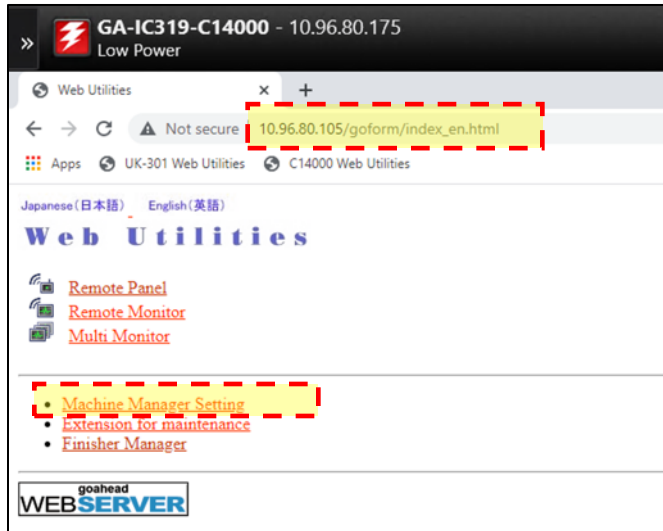 » GA-IC319-C14000 - 10.96.80.175
Low Power
Web Utilities × +
Not secure 10.96.80.105/goform/index_en.html
Apps UK-301 Web Utilities C14000 Web Utilities
Japanese(日本語) English(英語)
Web Utilities
Remote Panel
Remote Monitor
Multi Monitor
• Machine Manager Setting
• Extension for maintenance
• Finisher Manager
goahead
WEBSERVER